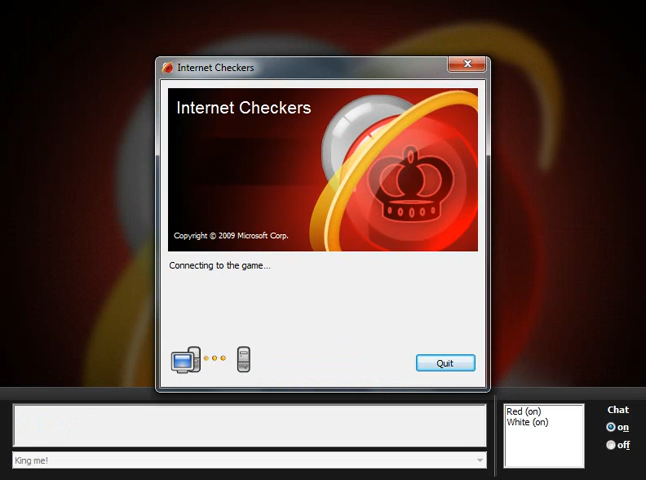 Internet Checkers
Internet Checkers
Copyright © 2009 Microsoft Corp.
Connecting to the game...
Quit
Red (on)
White (on)
Chat
on
off
King me!